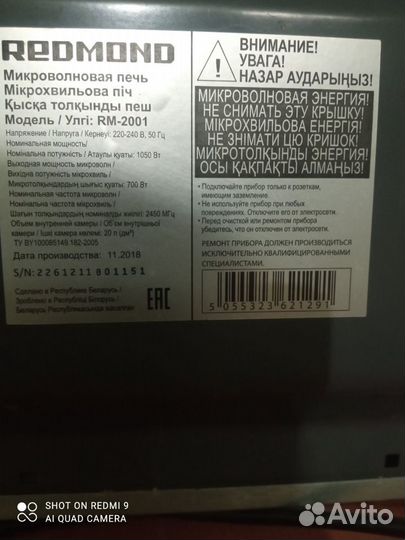 REDMOND
Микроволновая печь
Мікрохвильова піч
Қысқа толқынды пеш
Модель / Үлгі: RM-2001
Напряжение / Напруга / Кернеуі: 220-240 В, 50 Гц
Номинальная мощность/
Номінальна потужність / Атаулы қуаты: 1050 Вт
Выходная мощность микроволн /
Вихідна потужність мікрохвиль /
Микротолқындардың шығыс қуаты: 700 Вт
Номинальная частота микроволн /
Номінальна частота мікрохвиль /
Шағын толқындардың номиналды жиілігі: 2450 МГц
Объем внутренней камеры / Об'єм внутрішньої
камери / Ішкі камера көлемі: 20 л (дм³)
ТУ BY 100085149.182-2005
Дата производства: 11.2018
S/N: 2261211801151
Сделано в Республике Беларусь/
Зроблено в Республіці Білорусь/
Беларусь Республикасында жасалған
EAC
ВНИМАНИЕ!
УВАГА!
НАЗАР АУДАРЫҢЫЗ!
МИКРОВОЛНОВАЯ ЭНЕРГИЯ!
НЕ СНИМАТЬ ЭТУ КРЫШКУ!
МІКРОХВИЛЬОВА ЕНЕРГІЯ!
НЕ ЗНІМАТИ ЦЮ КРИШОК!
МИКРОТОЛҚЫНДЫ ЭНЕРГИЯ!
ОСЫ ҚАҚПАҚТЫ АЛМАҢЫЗ!
• Подключайте прибор только к розеткам,
имеющим заземление.
• Не используйте прибор при любых
повреждениях. Отключите его от электросети.
• Перед очисткой или ремонтом прибора
убедитесь, что он отключен от электросети.
РЕМОНТ ПРИБОРА ДОЛЖЕН ПРОИЗВОДИТЬСЯ
ИСКЛЮЧИТЕЛЬНО КВАЛИФИЦИРОВАННЫМИ
СПЕЦИАЛИСТАМИ.
5 055323 621291
SHOT ON REDMI 9
AI QUAD CAMERA
Avito